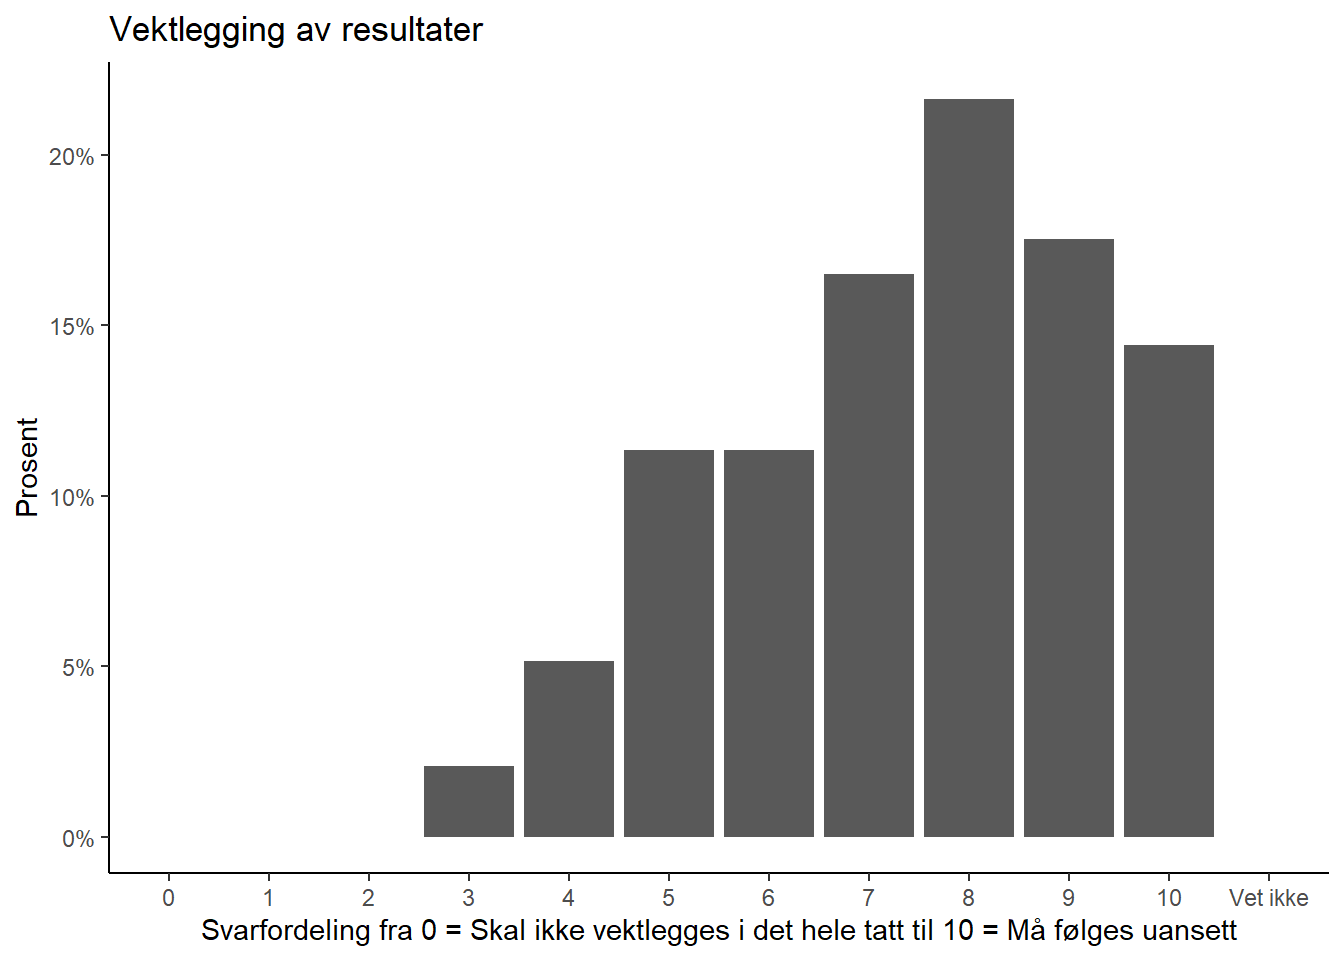 Vektlegging av resultater
Prosent
20%
15%
10%
5%
0%
0 1 2 3 4 5 6 7 8 9 10 Vet ikke
Svarfordeling fra 0 = Skal ikke vektlegges i det hele tatt til 10 = Må følges uansett